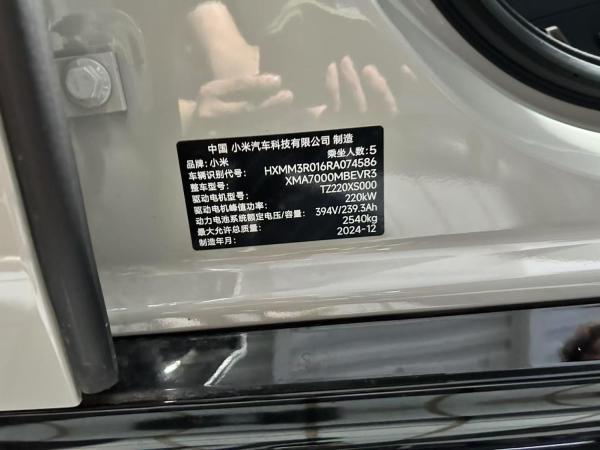 中国 小米汽车科技有限公司 制造
品牌: 小米 乘坐人数: 5
车辆识别代号: HXMM3R016RA074586
整车型号: XMA7000MBEVR3
驱动电机型号: TZ220XS000
驱动电机峰值功率: 220kW
动力电池系统额定电压/容量: 394V/239.3Ah
最大允许总质量: 2540kg
制造年月: 2024-12